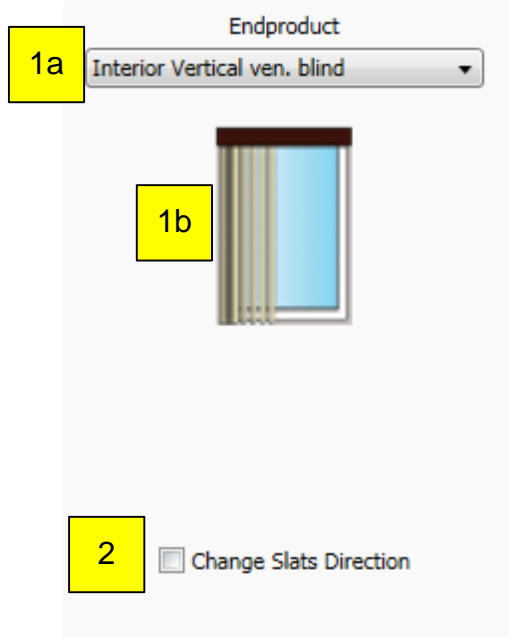 Endproduct
1a
Interior Vertical ven. blind
1b
2
Change Slats Direction